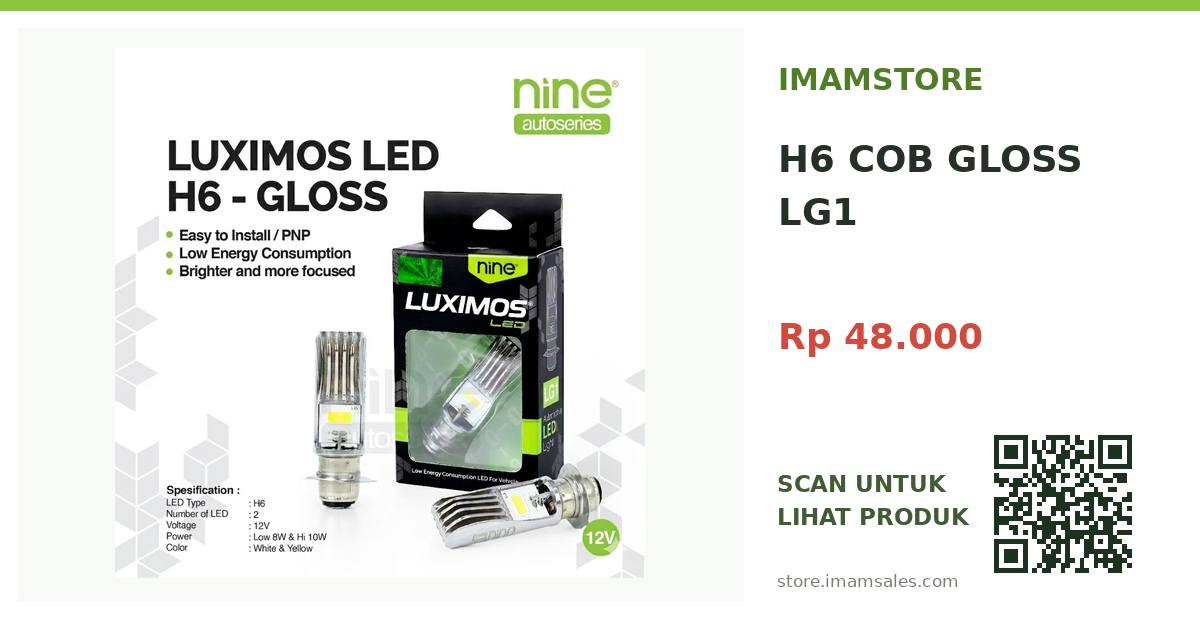 nine®
autoseries
LUXIMOS LED
H6 - GLOSS
Easy to Install / PNP
Low Energy Consumption
Brighter and more focused
nine
LUXIMOS
LED
LG1
LED
Light
Low Energy Consumption LED For Vehicle
Spesification :
LED Type : H6
Number of LED : 2
Voltage : 12V
Power : Low 8W & Hi 10W
Color : White & Yellow
12V
IMAMSTORE
H6 COB GLOSS
LG1
Rp 48.000
SCAN UNTUK
LIHAT PRODUK
store.imamsales.com